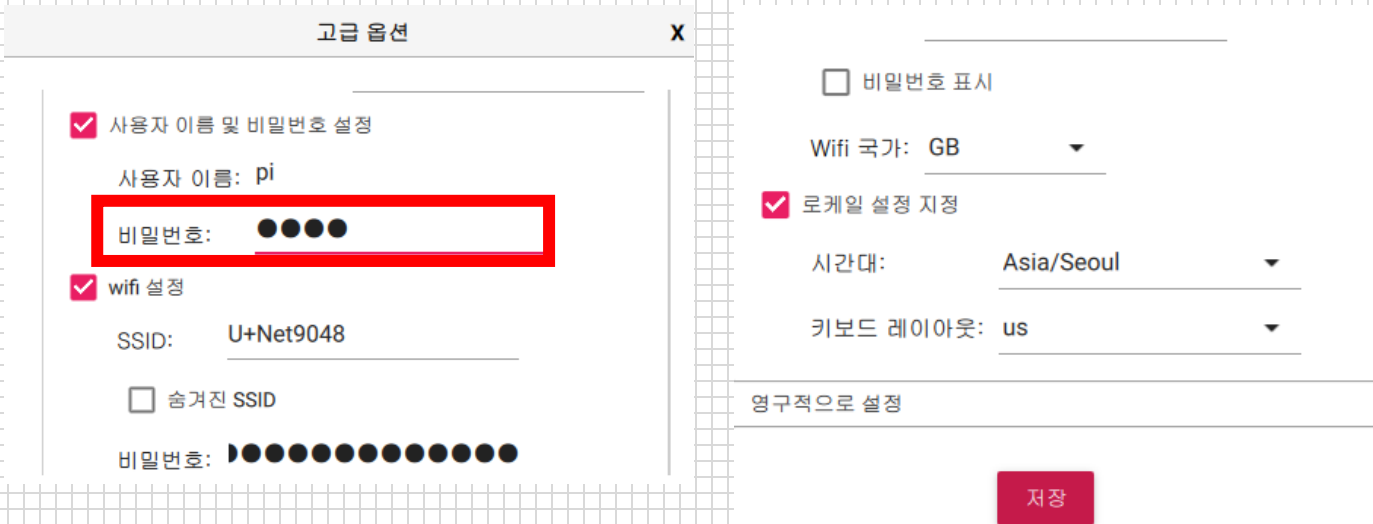 고급 옵션
X
사용자 이름 및 비밀번호 설정
사용자 이름: pi
비밀번호: ●●●●
wifi 설정
SSID: U+Net9048
숨겨진 SSID
비밀번호: ●●●●●●●●●●●●●
비밀번호 표시
Wifi 국가: GB
로케일 설정 지정
시간대: Asia/Seoul
키보드 레이아웃: us
영구적으로 설정
저장